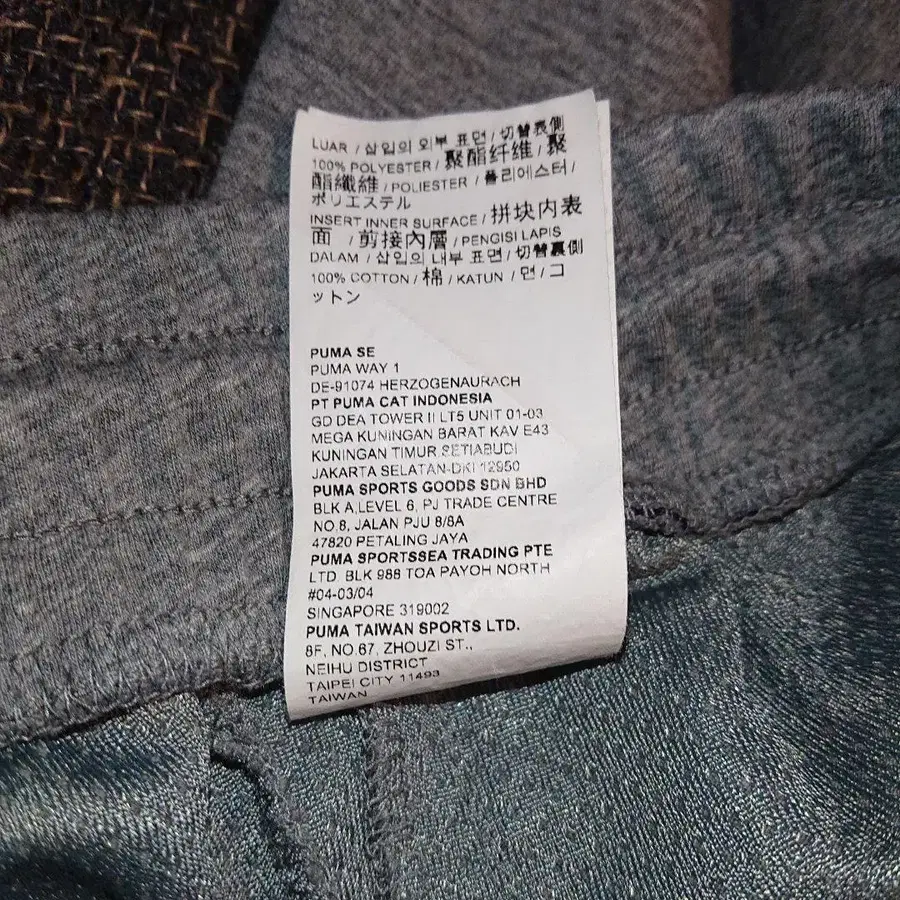 LUAR / 삽입의 외부 표면 / 切替表側
100% POLYESTER / 聚酯纤维 / 聚
酯纖維 / POLIESTER / 폴리에스터 /
ポリエステル
INSERT INNER SURFACE / 拼块内表
面 / 剪接內層 / PENGISI LAPIS
DALAM / 삽입의 내부 표면 / 切替裏側
100% COTTON / 棉 / KATUN / 면 / コ
ットン
PUMA SE
PUMA WAY 1
DE-91074 HERZOGENAURACH
PT PUMA CAT INDONESIA
GD DEA TOWER II LT5 UNIT 01-03
MEGA KUNINGAN BARAT KAV E43
KUNINGAN TIMUR SETIABUDI
JAKARTA SELATAN-DKI 12950
PUMA SPORTS GOODS SDN BHD
BLK A,LEVEL 6, PJ TRADE CENTRE
NO.8, JALAN PJU 8/8A
47820 PETALING JAYA
PUMA SPORTSSEA TRADING PTE
LTD BLK 988 TOA PAYOH NORTH
#04-03/04
SINGAPORE 319002
PUMA TAIWAN SPORTS LTD.
8F, NO.67, ZHOUZI ST.,
NEIHU DISTRICT
TAIPEI CITY 11493
TAIWAN